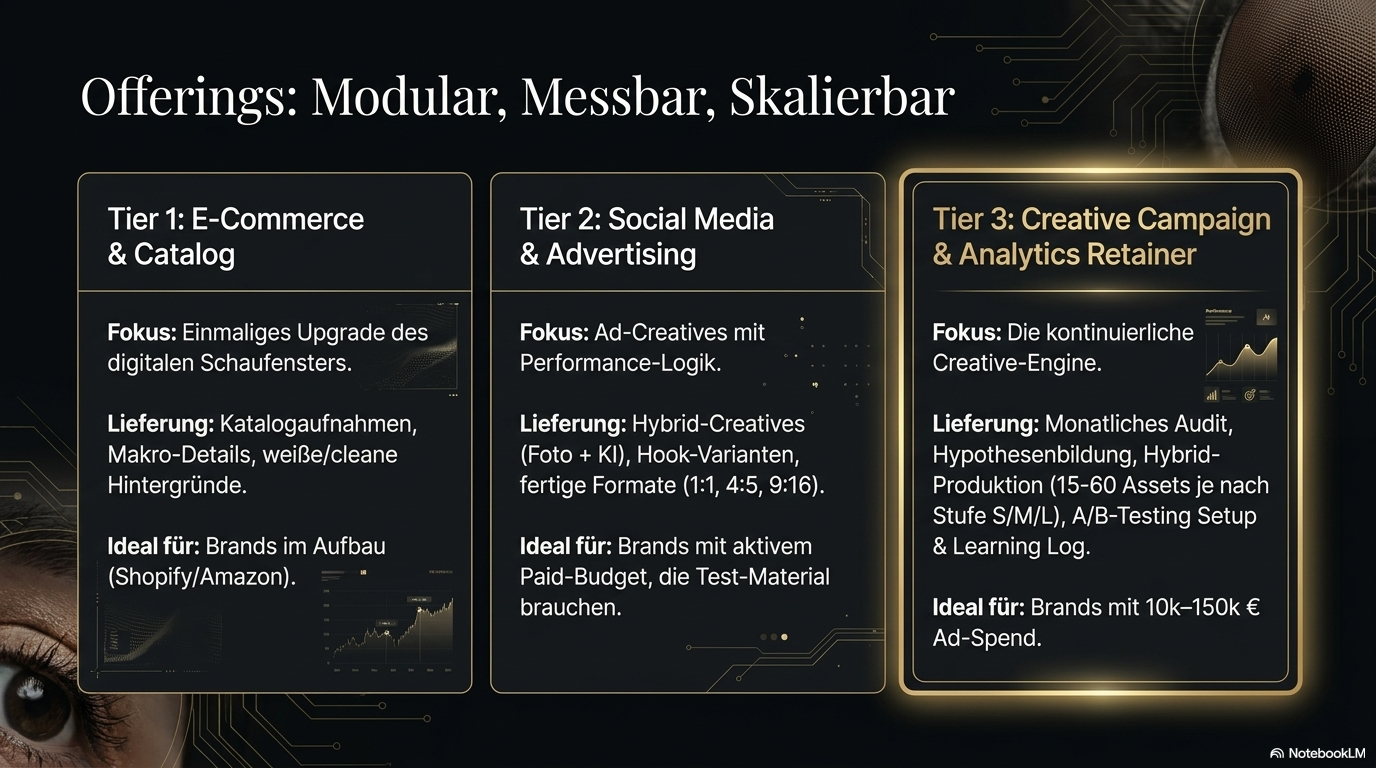 Offerings: Modular, Messbar, Skalierbar
Tier 1: E-Commerce
& Catalog
Fokus: Einmaliges Upgrade des
digitalen Schaufensters.
Lieferung: Katalogaufnahmen,
Makro-Details, weiße/cleane
Hintergründe.
Ideal für: Brands im Aufbau
(Shopify/Amazon).
Tier 2: Social Media
& Advertising
Fokus: Ad-Creatives mit
Performance-Logik.
Lieferung: Hybrid-Creatives
(Foto + KI), Hook-Varianten,
fertige Formate (1:1, 4:5, 9:16).
Ideal für: Brands mit aktivem
Paid-Budget, die Test-Material
brauchen.
Tier 3: Creative Campaign
& Analytics Retainer
Fokus: Die kontinuierliche
Creative-Engine.
Lieferung: Monatliches Audit,
Hypothesenbildung, Hybrid-
Produktion (15-60 Assets je nach
Stufe S/M/L), A/B-Testing Setup
& Learning Log.
Ideal für: Brands mit 10k–150k €
Ad-Spend.
NotebookLM